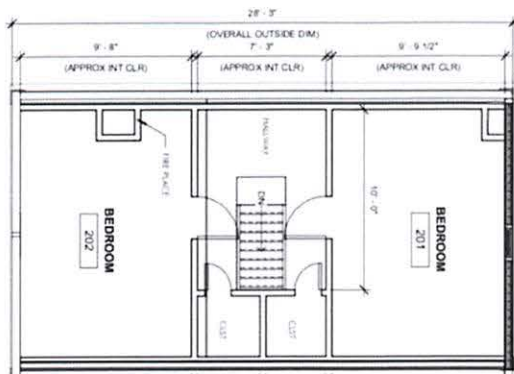 28' - 3"
(OVERALL OUTSIDE DIM)
9' - 8"
7' - 3"
9' - 9 1/2"
(APPROX INT CLR)
(APPROX INT CLR)
(APPROX INT CLR)
HALLWAY
FIRE PLACE
DN
10' - 0"
BEDROOM
202
BEDROOM
201
CLST
CLST